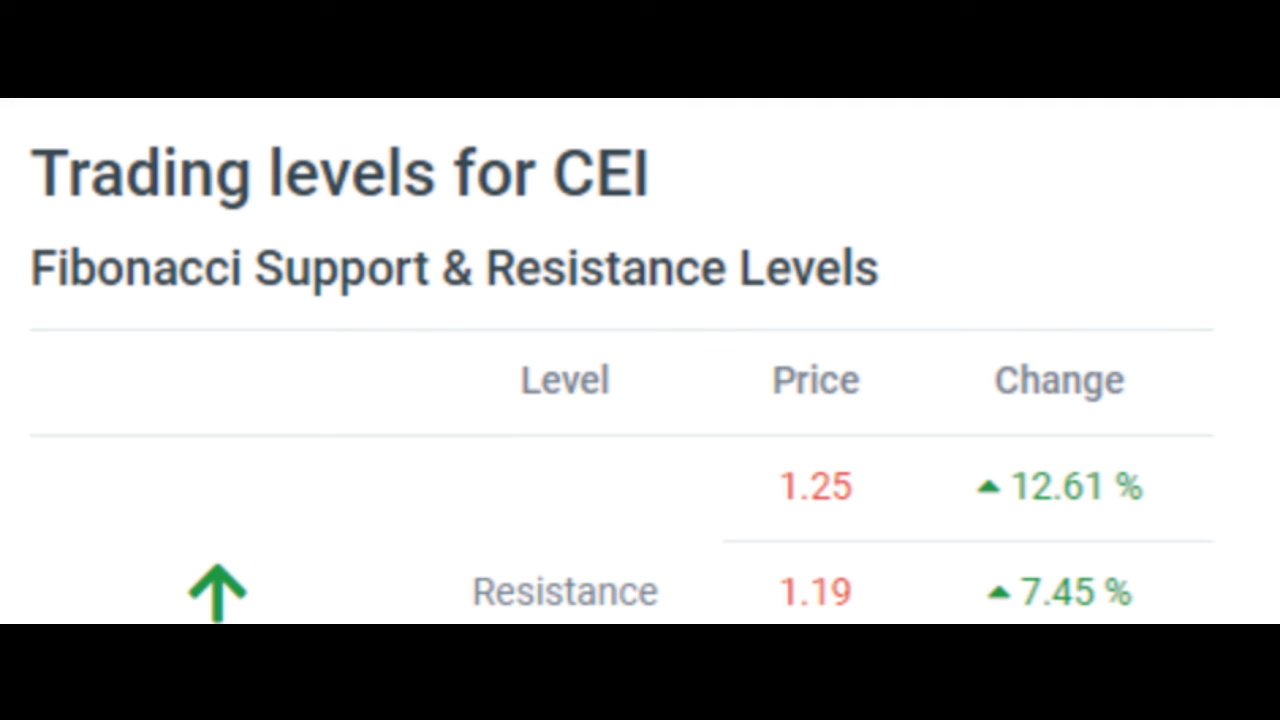 Trading levels for CEI
Fibonacci Support & Resistance Levels
Level Price Change
1.25 12.61 %
Resistance 1.19 7.45 %